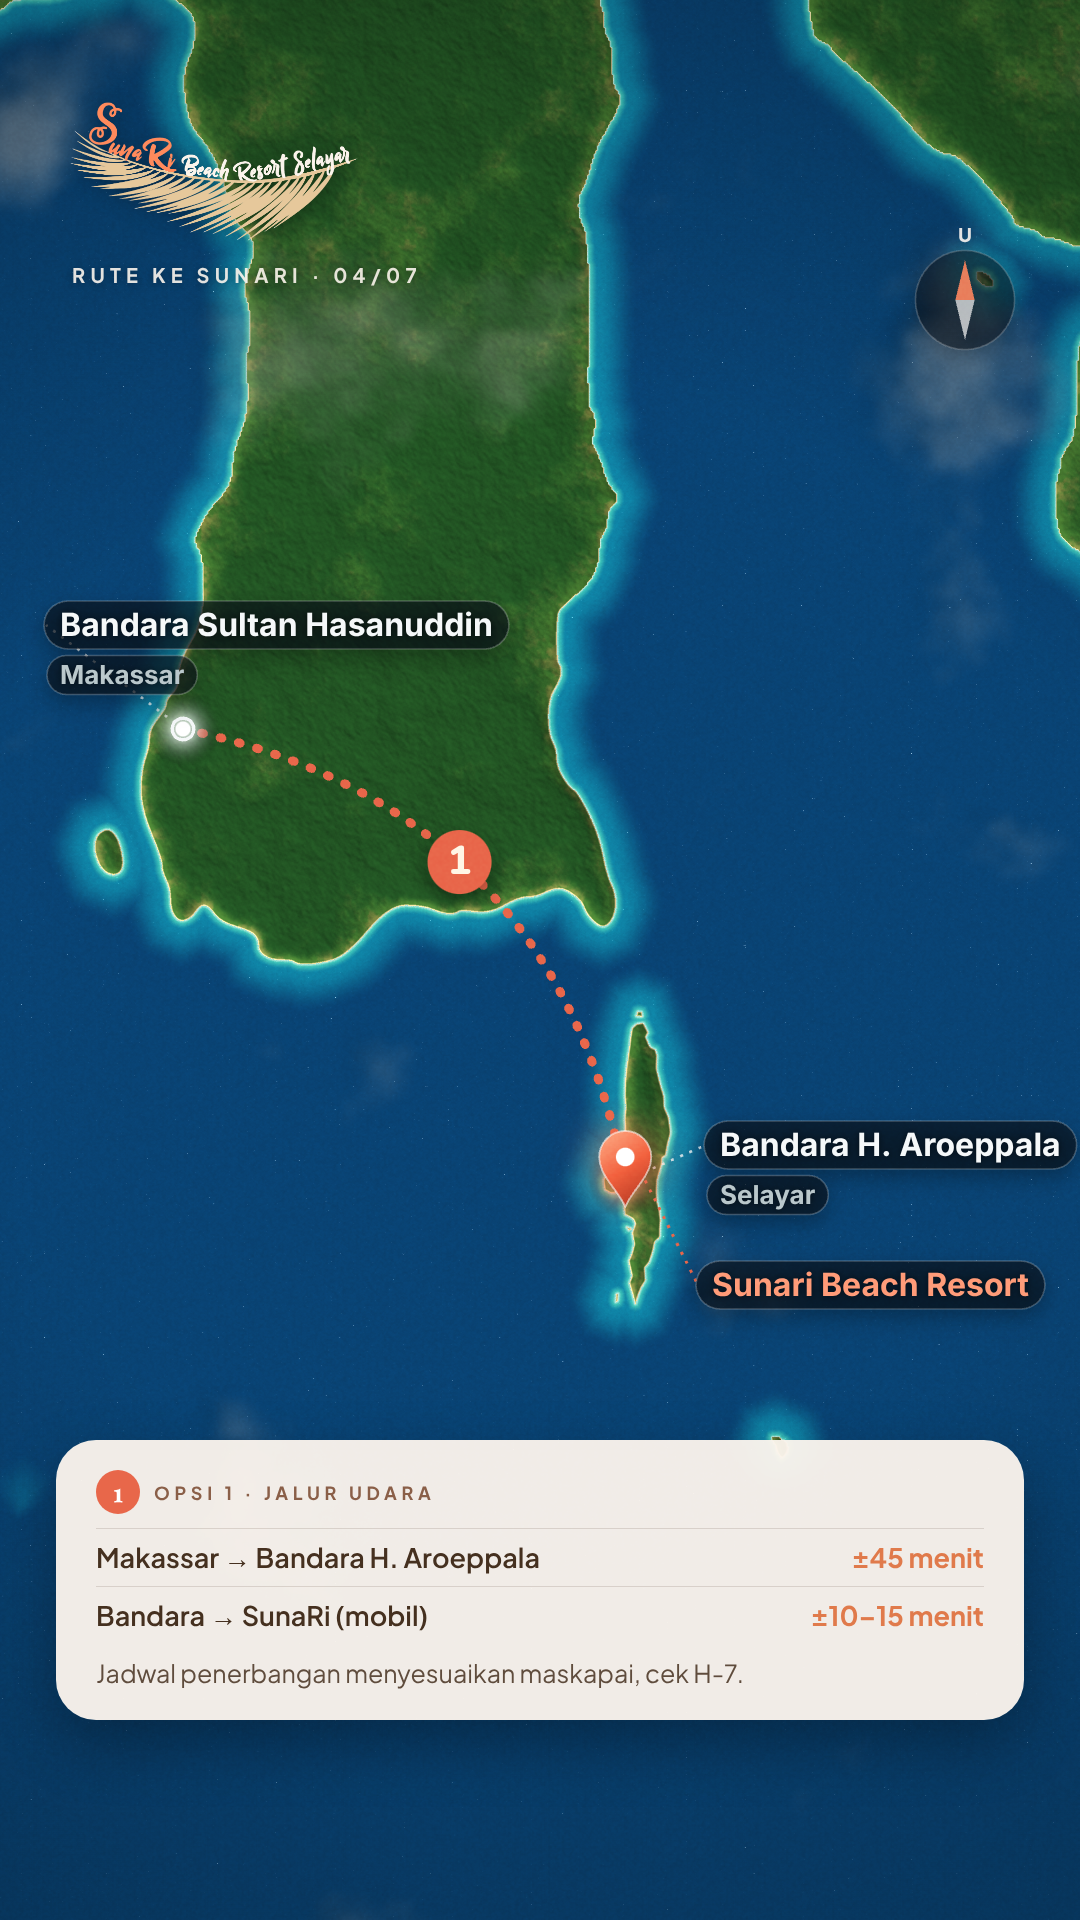 SunaRi Beach Resort Selayar
RUTE KE SUNARI · 04/07
U
Bandara Sultan Hasanuddin
Makassar
1
Bandara H. Aroeppala
Selayar
Sunari Beach Resort
1 OPSI 1 · JALUR UDARA
Makassar → Bandara H. Aroeppala ±45 menit
Bandara → SunaRi (mobil) ±10–15 menit
Jadwal penerbangan menyesuaikan maskapai, cek H-7.